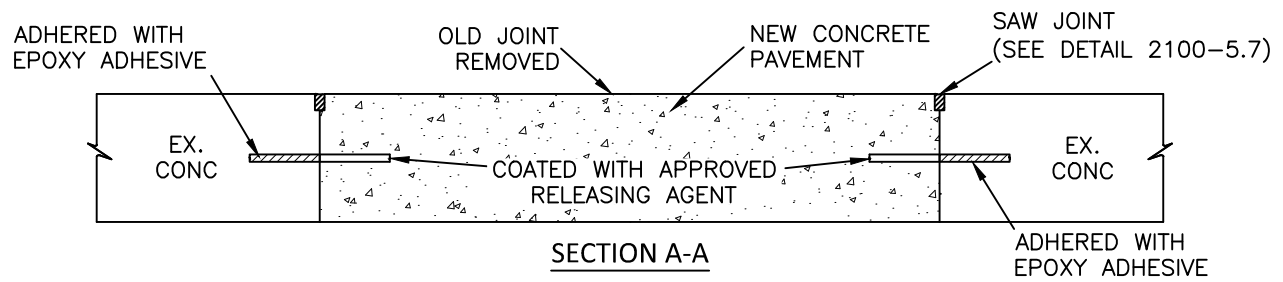 ADHERED WITH
EPOXY ADHESIVE
OLD JOINT
REMOVED
NEW CONCRETE
PAVEMENT
SAW JOINT
(SEE DETAIL 2100-5.7)
EX.
CONC
COATED WITH APPROVED
RELEASING AGENT
EX.
CONC
ADHERED WITH
EPOXY ADHESIVE
SECTION A-A